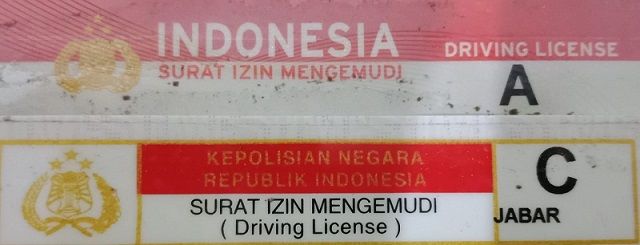 INDONESIA DRIVING LICENSE
SURAT IZIN MENGEMUDI
A
KEPOLISIAN NEGARA
REPUBLIK INDONESIA
C
SURAT IZIN MENGEMUDI
JABAR
( Driving License )